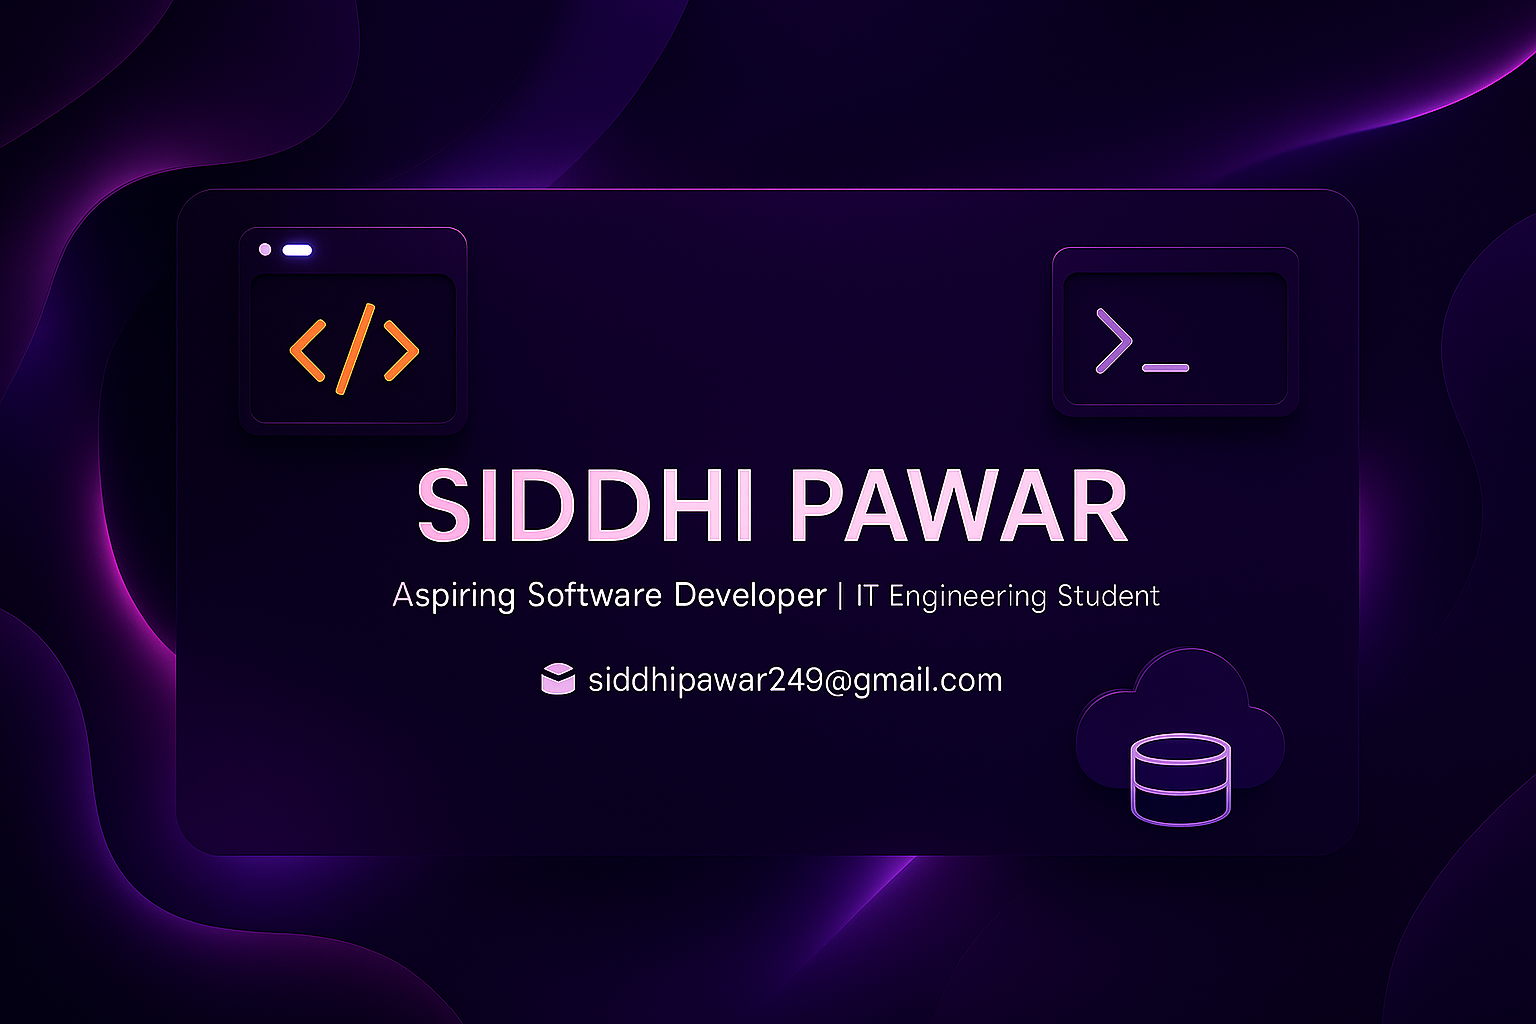 </>
>_
SIDDHI PAWAR
Aspiring Software Developer | IT Engineering Student
siddhipawar249@gmail.com